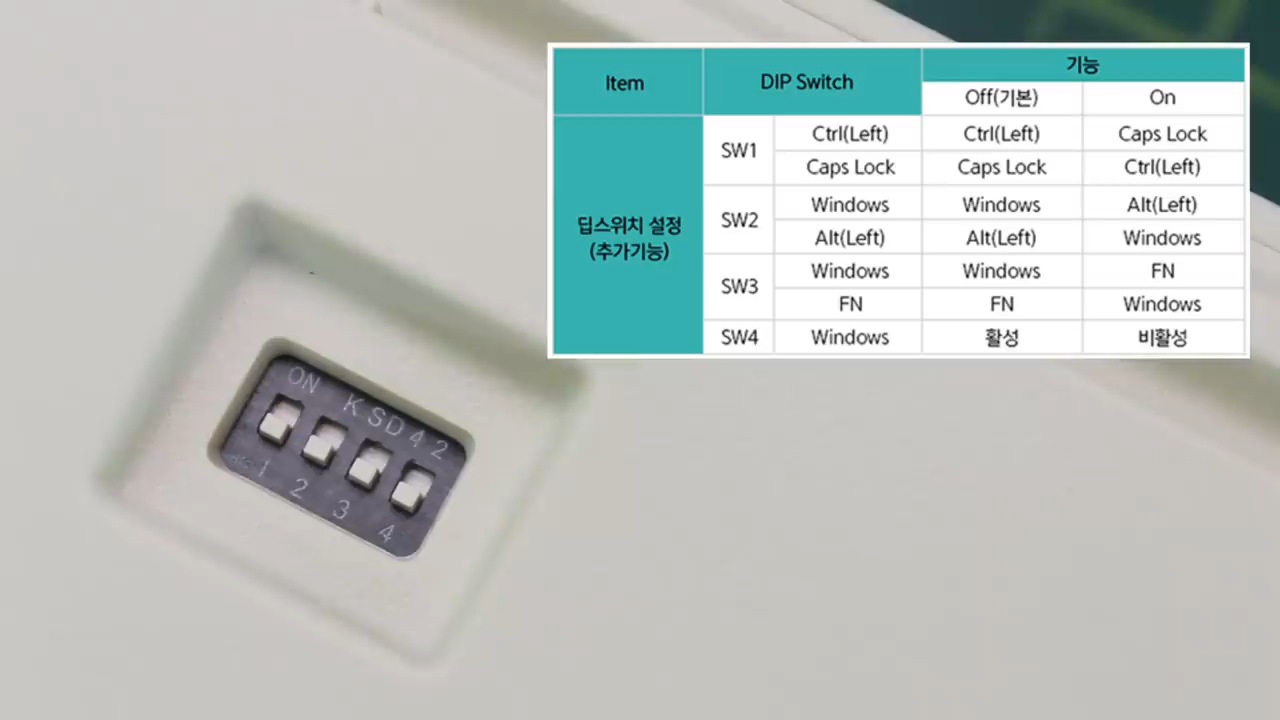 Item DIP Switch 기능
Off(기본) On
딥스위치 설정
(추가기능)
SW1 Ctrl(Left) Ctrl(Left) Caps Lock
Caps Lock Caps Lock Ctrl(Left)
SW2 Windows Windows Alt(Left)
Alt(Left) Alt(Left) Windows
SW3 Windows Windows FN
FN FN Windows
SW4 Windows 활성 비활성
ON KSD42
1 2 3 4